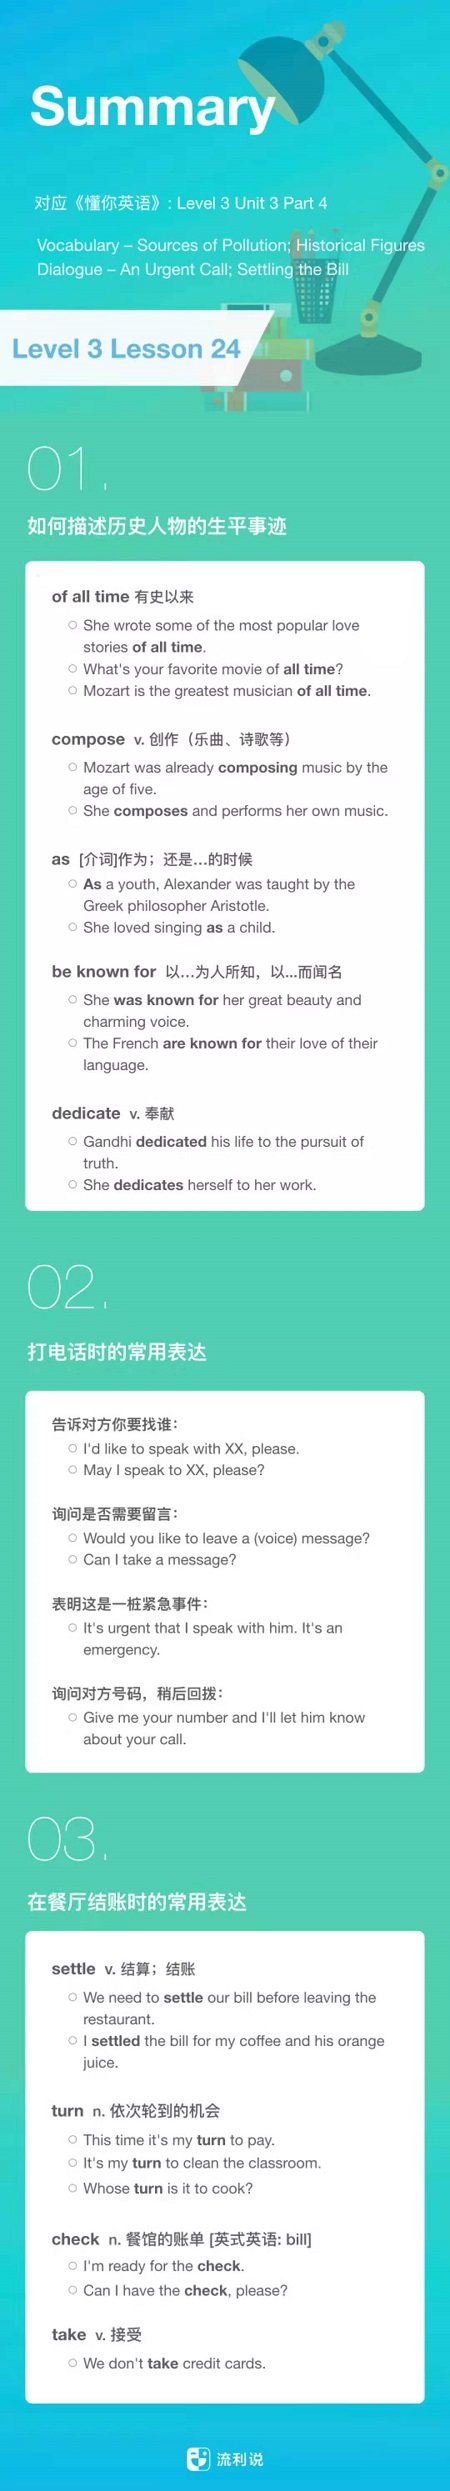 Summary
对应《懂你英语》: Level 3 Unit 3 Part 4
Vocabulary – Sources of Pollution; Historical Figures
Dialogue – An Urgent Call; Settling the Bill
Level 3 Lesson 24
01.
如何描述历史人物的生平事迹
of all time 有史以来
She wrote some of the most popular love
stories of all time.
What's your favorite movie of all time?
Mozart is the greatest musician of all time.
compose v. 创作（乐曲、诗歌等）
Mozart was already composing music by the
age of five.
She composes and performs her own music.
as [介词]作为；还是…的时候
As a youth, Alexander was taught by the
Greek philosopher Aristotle.
She loved singing as a child.
be known for 以…为人所知，以...而闻名
She was known for her great beauty and
charming voice.
The French are known for their love of their
language.
dedicate v. 奉献
Gandhi dedicated his life to the pursuit of
truth.
She dedicates herself to her work.
02.
打电话时的常用表达
告诉对方你要找谁：
I'd like to speak with XX, please.
May I speak to XX, please?
询问是否需要留言：
Would you like to leave a (voice) message?
Can I take a message?
表明这是一桩紧急事件：
It's urgent that I speak with him. It's an
emergency.
询问对方号码，稍后回拨：
Give me your number and I'll let him know
about your call.
03.
在餐厅结账时的常用表达
settle v. 结算；结账
We need to settle our bill before leaving the
restaurant.
I settled the bill for my coffee and his orange
juice.
turn n. 依次轮到的机会
This time it's my turn to pay.
It's my turn to clean the classroom.
Whose turn is it to cook?
check n. 餐馆的账单 [英式英语: bill]
I'm ready for the check.
Can I have the check, please?
take v. 接受
We don't take credit cards.
流利说